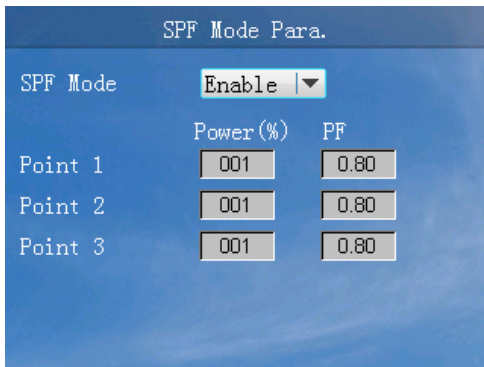 SPF Mode Para.
SPF Mode Enable
Power(%) PF
Point 1 001 0.80
Point 2 001 0.80
Point 3 001 0.80